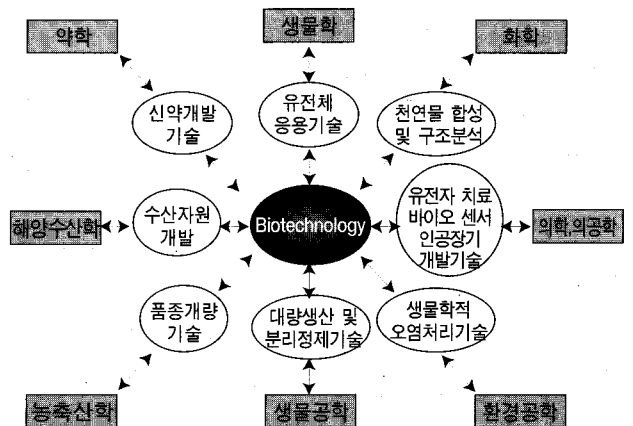 약학
생물학
화학
신약개발
기술
유전체
응용기술
천연물 합성
및 구조분석
해양수산학
수산자원
개발
Biotechnology
유전자 치료
바이오 센서
인공장기
개발기술
의학,의공학
품종개량
기술
대량생산 및
분리정제기술
생물학적
오염처리기술
농축산학
생물공학
환경공학